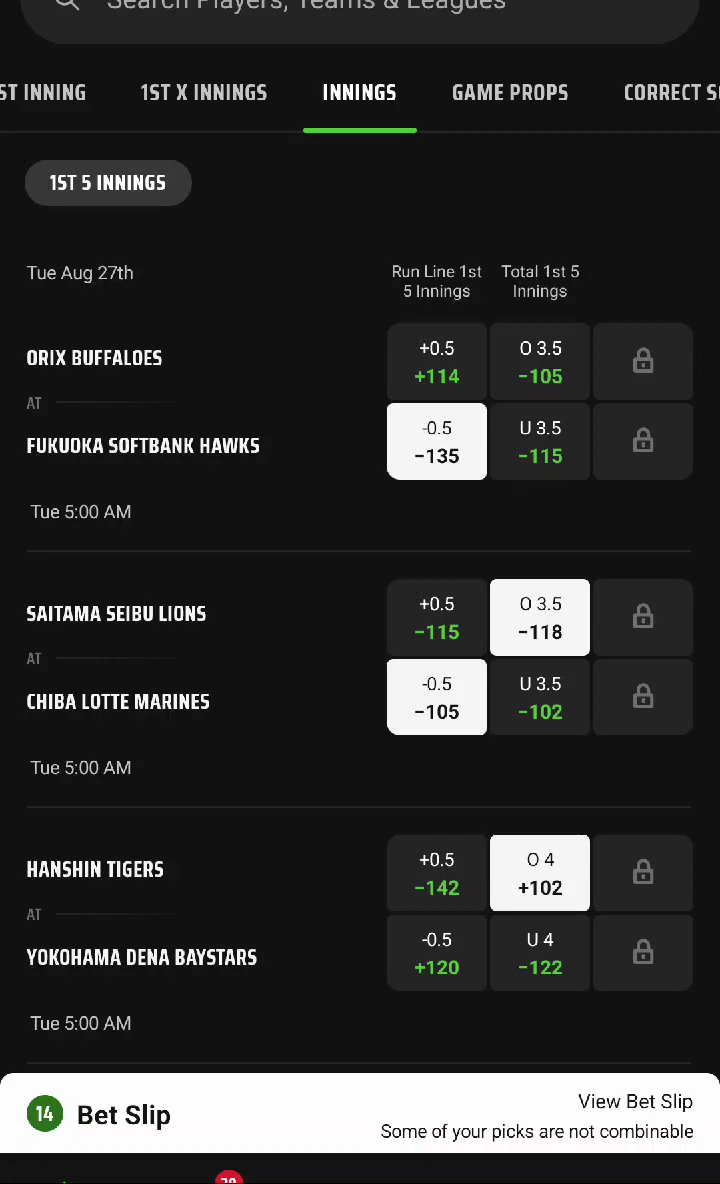 Search Players, Teams & Leagues
ST INNING 1ST X INNINGS INNINGS GAME PROPS CORRECT S
1ST 5 INNINGS
Tue Aug 27th
Run Line 1st
5 Innings
Total 1st 5
Innings
ORIX BUFFALOES
+0.5
+114
O 3.5
−105
AT
FUKUOKA SOFTBANK HAWKS
-0.5
−135
U 3.5
−115
Tue 5:00 AM
SAITAMA SEIBU LIONS
+0.5
−115
O 3.5
−118
AT
CHIBA LOTTE MARINES
-0.5
−105
U 3.5
−102
Tue 5:00 AM
HANSHIN TIGERS
+0.5
−142
O 4
+102
AT
YOKOHAMA DENA BAYSTARS
-0.5
+120
U 4
−122
Tue 5:00 AM
14 Bet Slip
View Bet Slip
Some of your picks are not combinable